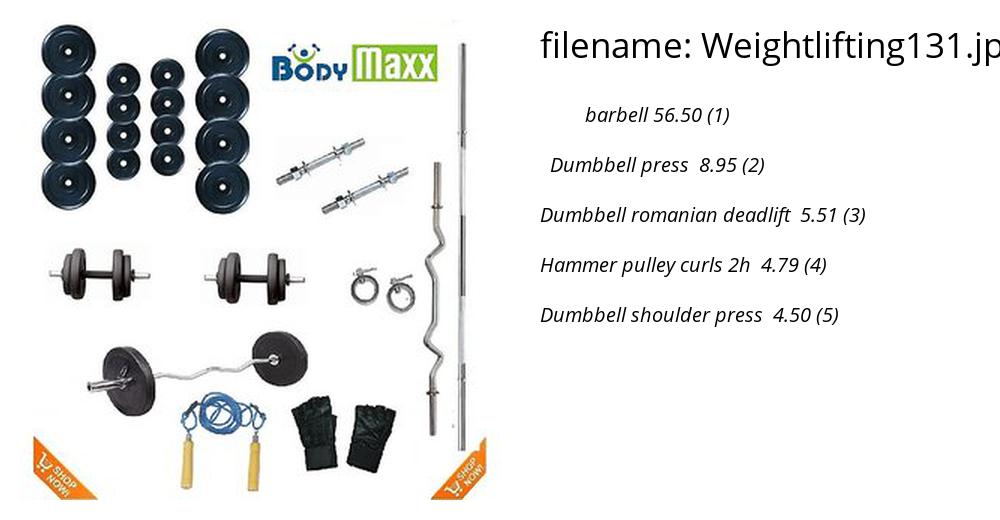 BODY maxx
filename: Weightlifting131.jp
barbell 56.50 (1)
Dumbbell press 8.95 (2)
Dumbbell romanian deadlift 5.51 (3)
Hammer pulley curls 2h 4.79 (4)
Dumbbell shoulder press 4.50 (5)
SHOP NOW!
SHOP NOW!